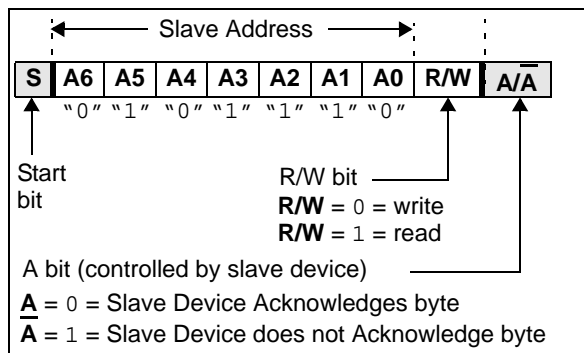 Slave Address
S A6 A5 A4 A3 A2 A1 A0 R/W A/A̅
“0” “1” “0” “1” “1” “1” “0”
Start
bit
R/W bit
R/W = 0 = write
R/W = 1 = read
A bit (controlled by slave device)
A = 0 = Slave Device Acknowledges byte
A̅ = 1 = Slave Device does not Acknowledge byte